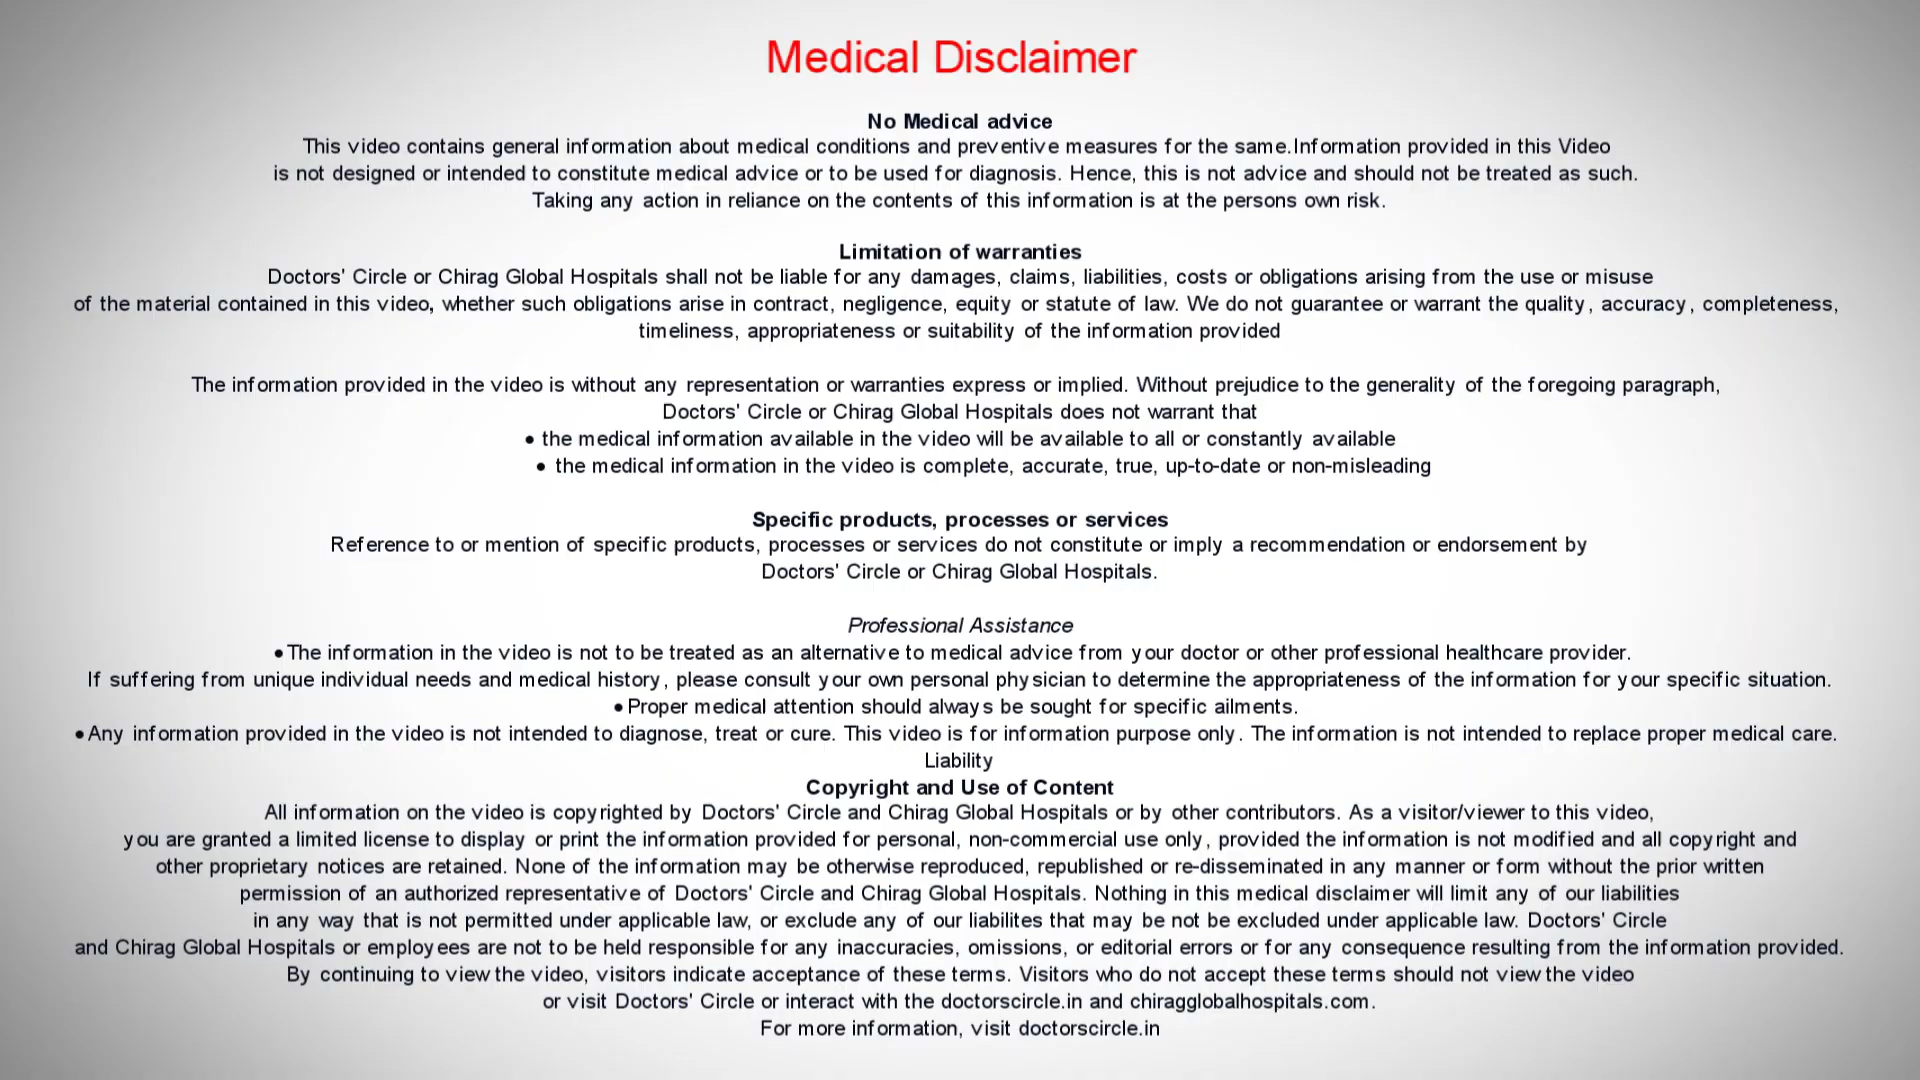 Medical Disclaimer
No Medical advice
This video contains general information about medical conditions and preventive measures for the same.Information provided in this Video
is not designed or intended to constitute medical advice or to be used for diagnosis. Hence, this is not advice and should not be treated as such.
Taking any action in reliance on the contents of this information is at the persons own risk.
Limitation of warranties
Doctors' Circle or Chirag Global Hospitals shall not be liable for any damages, claims, liabilities, costs or obligations arising from the use or misuse
of the material contained in this video, whether such obligations arise in contract, negligence, equity or statute of law. We do not guarantee or warrant the quality, accuracy, completeness,
timeliness, appropriateness or suitability of the information provided
The information provided in the video is without any representation or warranties express or implied. Without prejudice to the generality of the foregoing paragraph,
Doctors' Circle or Chirag Global Hospitals does not warrant that
• the medical information available in the video will be available to all or constantly available
• the medical information in the video is complete, accurate, true, up-to-date or non-misleading
Specific products, processes or services
Reference to or mention of specific products, processes or services do not constitute or imply a recommendation or endorsement by
Doctors' Circle or Chirag Global Hospitals.
Professional Assistance
•The information in the video is not to be treated as an alternative to medical advice from your doctor or other professional healthcare provider.
If suffering from unique individual needs and medical history, please consult your own personal physician to determine the appropriateness of the information for your specific situation.
•Proper medical attention should always be sought for specific ailments.
•Any information provided in the video is not intended to diagnose, treat or cure. This video is for information purpose only. The information is not intended to replace proper medical care.
Liability
Copyright and Use of Content
All information on the video is copyrighted by Doctors' Circle and Chirag Global Hospitals or by other contributors. As a visitor/viewer to this video,
you are granted a limited license to display or print the information provided for personal, non-commercial use only, provided the information is not modified and all copyright and
other proprietary notices are retained. None of the information may be otherwise reproduced, republished or re-disseminated in any manner or form without the prior written
permission of an authorized representative of Doctors' Circle and Chirag Global Hospitals. Nothing in this medical disclaimer will limit any of our liabilities
in any way that is not permitted under applicable law, or exclude any of our liabilites that may be not be excluded under applicable law. Doctors' Circle
and Chirag Global Hospitals or employees are not to be held responsible for any inaccuracies, omissions, or editorial errors or for any consequence resulting from the information provided.
By continuing to view the video, visitors indicate acceptance of these terms. Visitors who do not accept these terms should not view the video
or visit Doctors' Circle or interact with the doctorscircle.in and chiragglobalhospitals.com.
For more information, visit doctorscircle.in